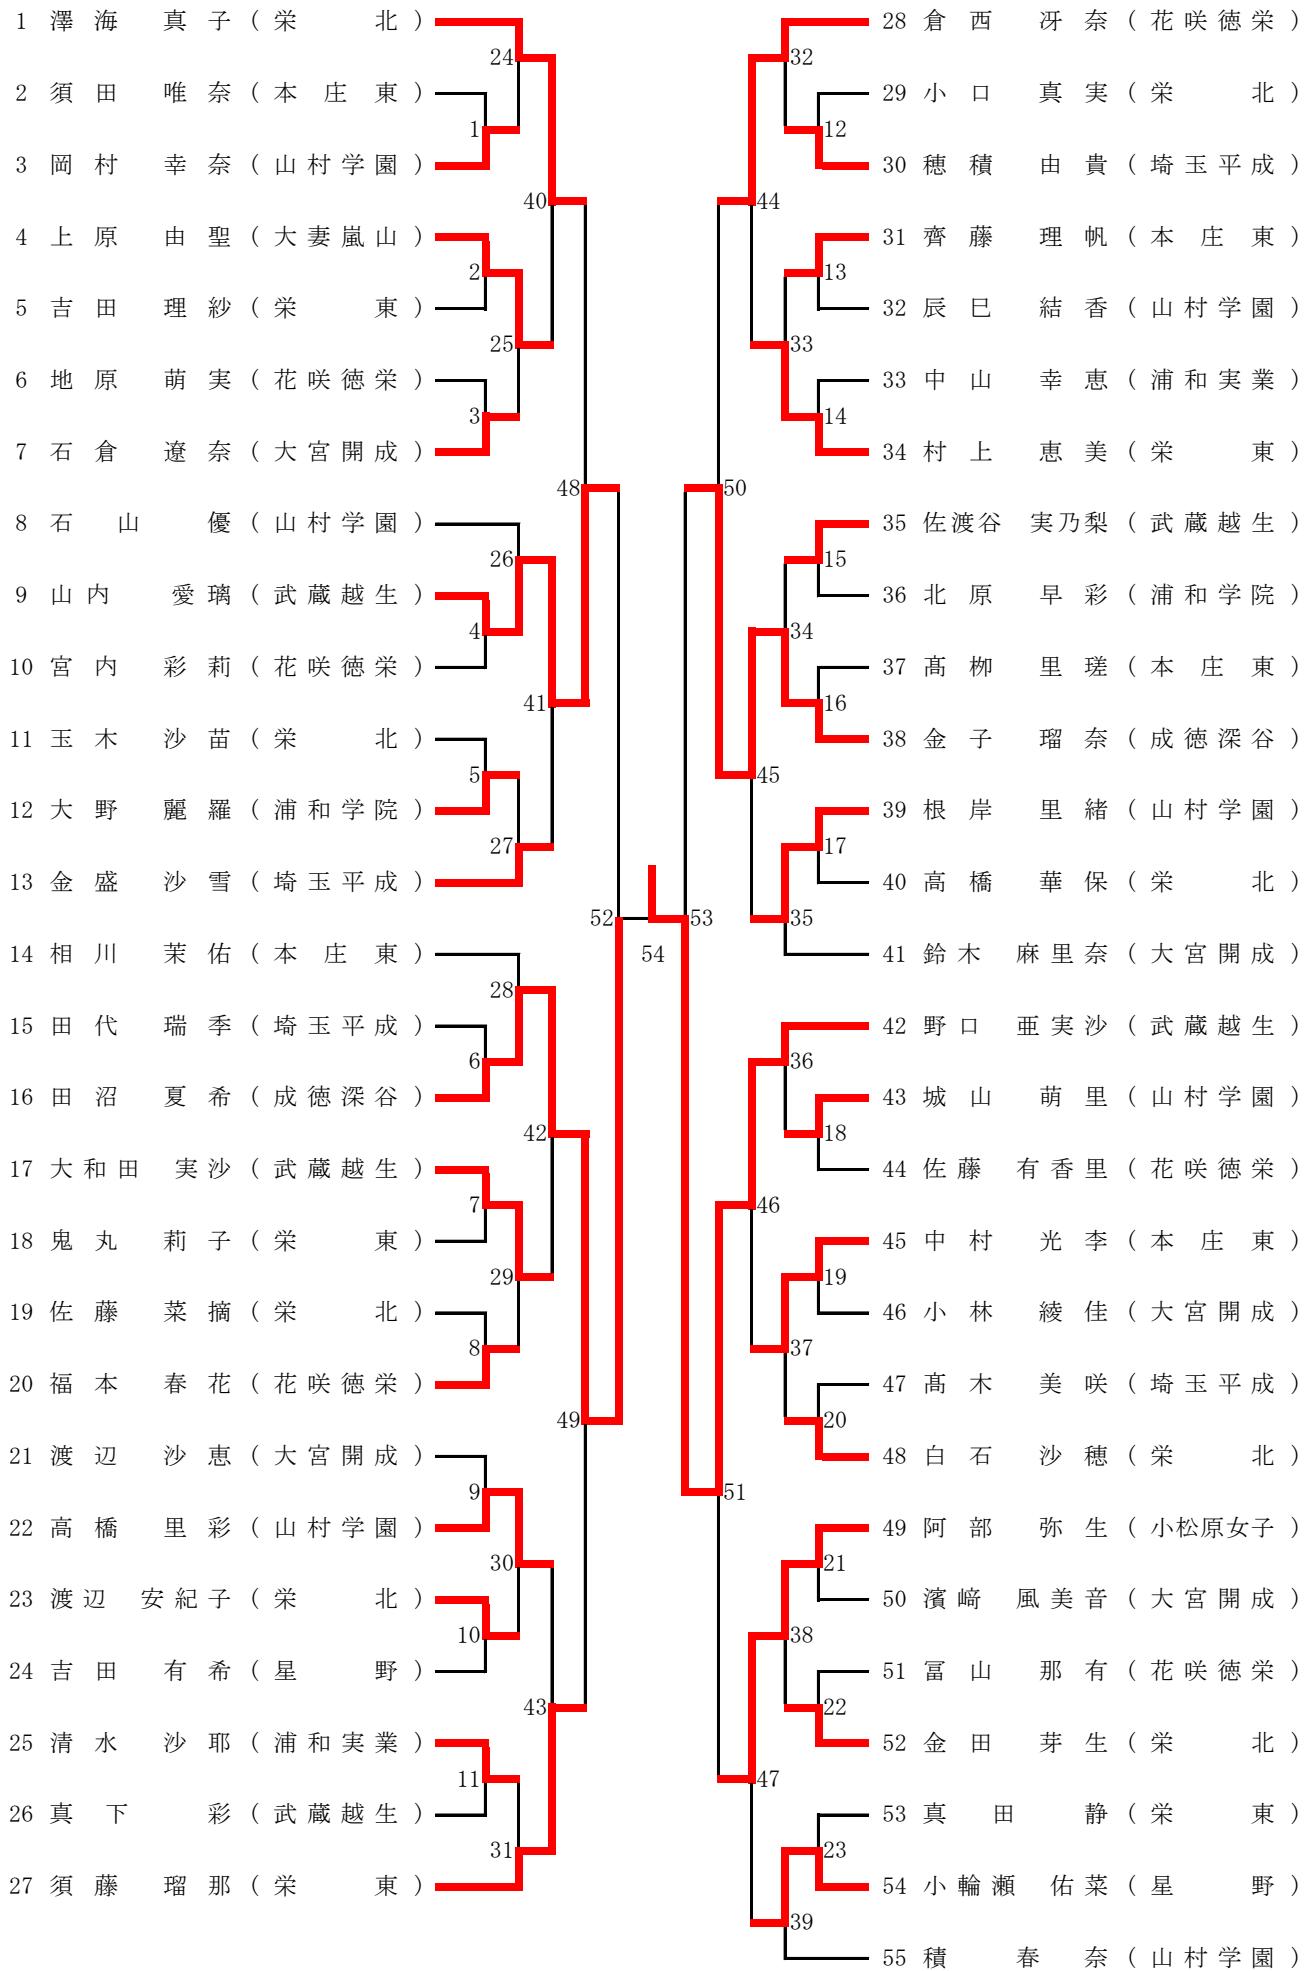 1 澤海 真子 (栄北)
24
2 須田 唯奈 (本庄東)
1
3 岡村 幸奈 (山村学園)
40
4 上原 由聖 (大妻嵐山)
2
5 吉田 理紗 (栄東)
25
6 地原 萌実 (花咲徳栄)
3
7 石倉 遼奈 (大宮開成)
48
8 石山 優 (山村学園)
26
9 山内 愛璃 (武蔵越生)
4
10 宮内 彩莉 (花咲徳栄)
41
11 玉木 沙苗 (栄北)
5
12 大野 麗羅 (浦和学院)
27
13 金盛 沙雪 (埼玉平成)
52
14 相川 茉佑 (本庄東)
28
15 田代 瑞季 (埼玉平成)
6
16 田沼 夏希 (成徳深谷)
42
17 大和田 実沙 (武蔵越生)
7
18 鬼丸 莉子 (栄東)
29
19 佐藤 菜摘 (栄北)
8
20 福本 春花 (花咲徳栄)
49
21 渡辺 沙恵 (大宮開成)
9
22 高橋 里彩 (山村学園)
30
23 渡辺 安紀子 (栄北)
10
24 吉田 有希 (星野)
43
25 清水 沙耶 (浦和実業)
11
26 真下 彩 (武蔵越生)
31
27 須藤 瑠那 (栄東)
54
28 倉西 冴奈 (花咲徳栄)
32
29 小口 真実 (栄北)
12
30 穂積 由貴 (埼玉平成)
44
31 齊藤 理帆 (本庄東)
13
32 辰巳 結香 (山村学園)
33
33 中山 幸恵 (浦和実業)
14
34 村上 恵美 (栄東)
50
35 佐渡谷 実乃梨 (武蔵越生)
15
36 北原 早彩 (浦和学院)
34
37 髙栁 里瑳 (本庄東)
16
38 金子 瑠奈 (成徳深谷)
45
39 根岸 里緒 (山村学園)
17
40 高橋 華保 (栄北)
35
53
41 鈴木 麻里奈 (大宮開成)
42 野口 亜実沙 (武蔵越生)
36
43 城山 萌里 (山村学園)
18
44 佐藤 有香里 (花咲徳栄)
46
45 中村 光李 (本庄東)
19
46 小林 綾佳 (大宮開成)
37
47 髙木 美咲 (埼玉平成)
20
48 白石 沙穂 (栄北)
51
49 阿部 弥生 (小松原女子)
21
50 濱﨑 風美音 (大宮開成)
38
51 冨山 那有 (花咲徳栄)
22
52 金田 芽生 (栄北)
47
53 真田 静 (栄東)
23
54 小輪瀬 佑菜 (星野)
39
55 積 春奈 (山村学園)